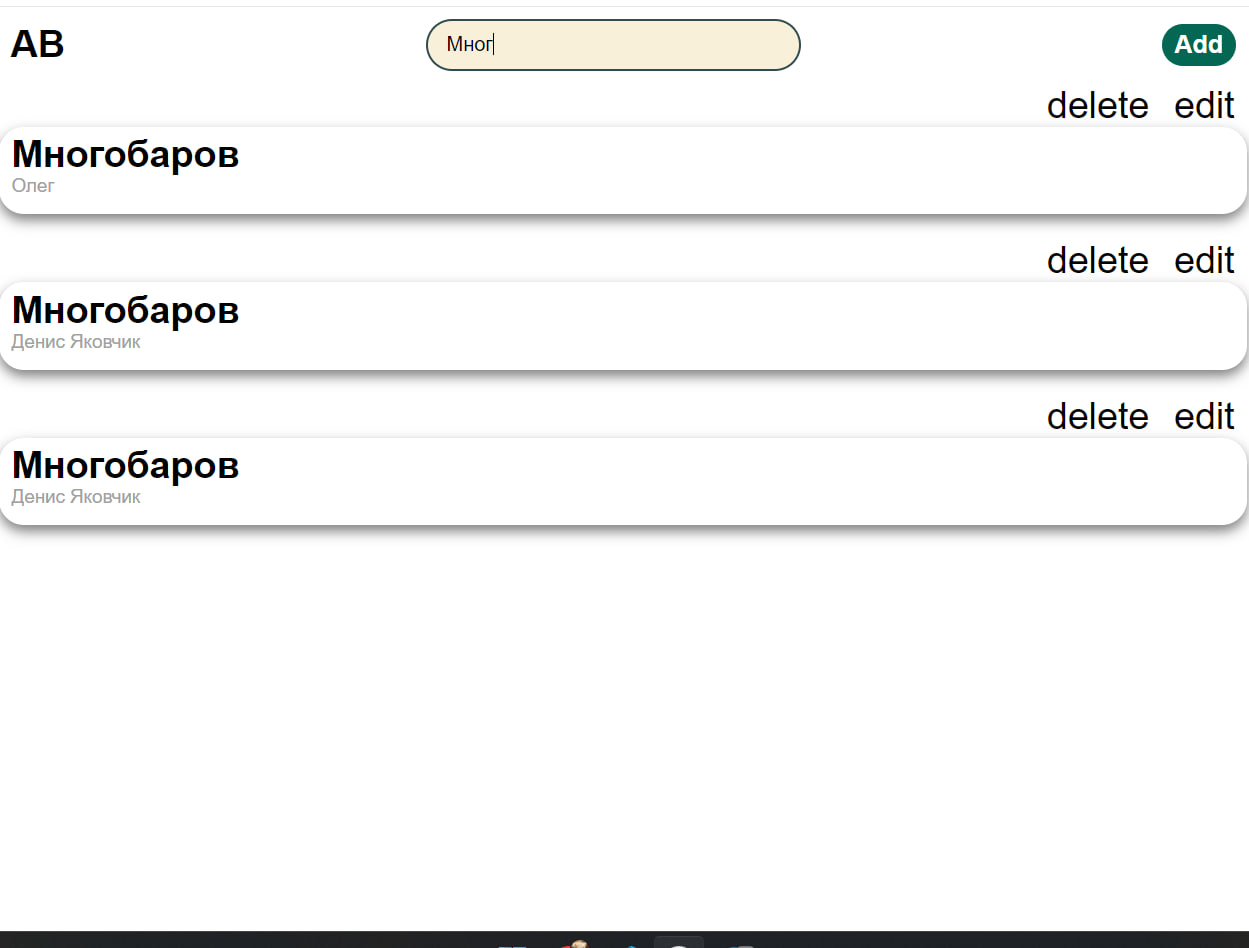 AB
Мног
Add
delete edit
Многобаров
Олег
delete edit
Многобаров
Денис Яковчик
delete edit
Многобаров
Денис Яковчик